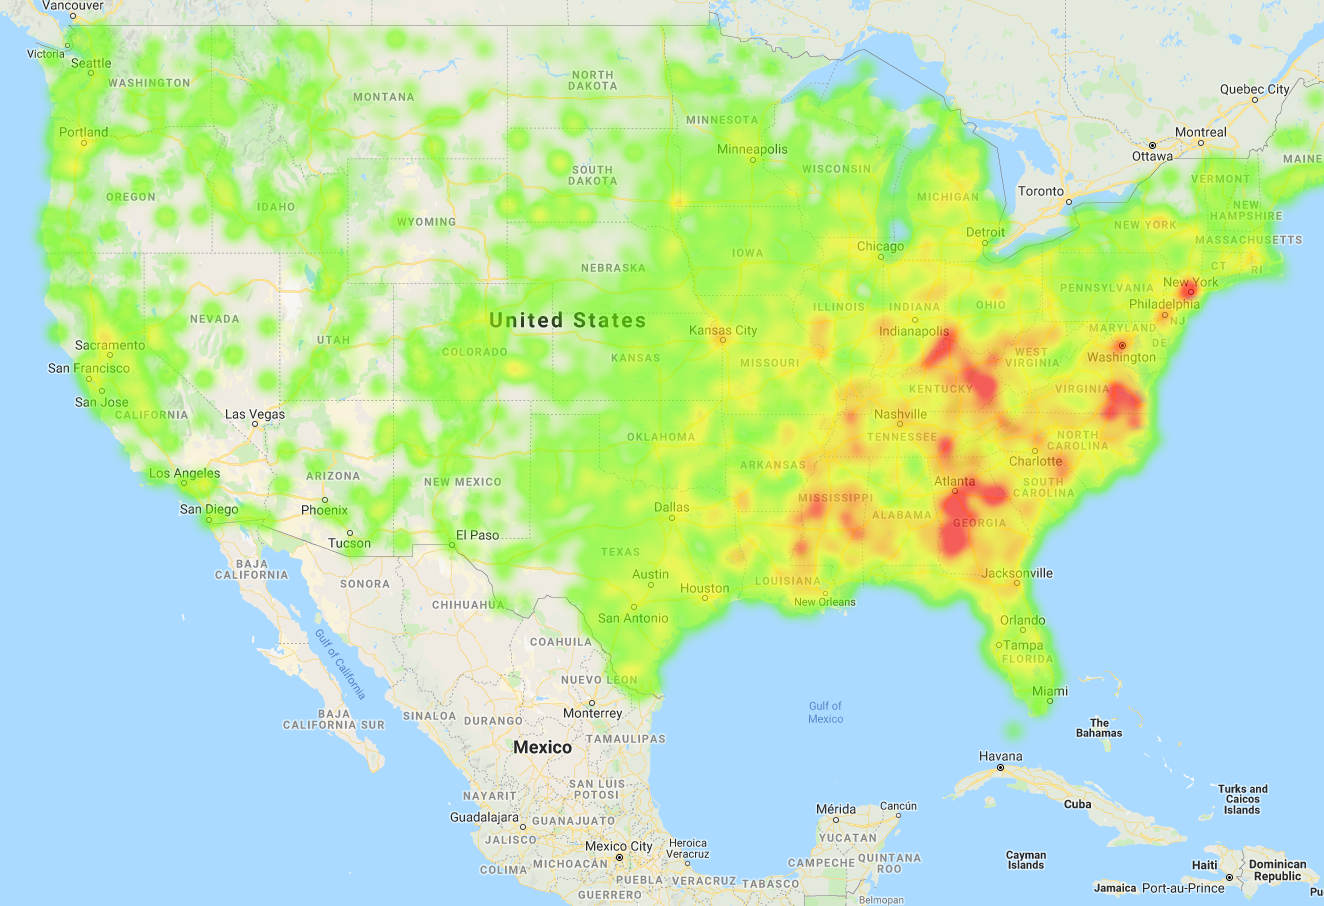 Vancouver
Victoria
Seattle
WASHINGTON
MONTANA
NORTH
DAKOTA
MINNESOTA
Quebec City
Montreal
Ottawa
MAINE
Portland
Minneapolis
WISCONSIN
SOUTH
DAKOTA
VERMONT
OREGON
IDAHO
WYOMING
MICHIGAN
Toronto
NEW
HAMPSHIRE
NEW YORK
Detroit
MASSACHUSETTS
Chicago
IOWA
NEBRASKA
CT
RI
New York
PENNSYLVANIA
Philadelphia
NJ
ILLINOIS
INDIANA
OHIO
NEVADA
United States
Kansas City
Indianapolis
MARYLAND
DE
Sacramento
UTAH
COLORADO
KANSAS
MISSOURI
WEST
VIRGINIA
Washington
San Francisco
San Jose
CALIFORNIA
Las Vegas
KENTUCKY
VIRGINIA
Nashville
TENNESSEE
OKLAHOMA
NORTH
CAROLINA
Charlotte
Los Angeles
ARIZONA
NEW MEXICO
ARKANSAS
Atlanta
SOUTH
CAROLINA
San Diego
Phoenix
Dallas
MISSISSIPPI
ALABAMA
GEORGIA
Tucson
El Paso
TEXAS
BAJA
CALIFORNIA
SONORA
Austin
Houston
LOUISIANA
Jacksonville
CHIHUAHUA
San Antonio
New Orleans
Orlando
Tampa
FLORIDA
Gulf of California
COAHUILA
NUEVO LEON
Miami
Monterrey
Gulf of
Mexico
BAJA
CALIFORNIA SUR
SINALOA
DURANGO
The
Bahamas
Mexico
TAMAULIPAS
Havana
SAN LUIS
POTOSI
NAYARIT
Guadalajara
GUANAJUATO
Mérida
Cancún
Cuba
Turks and
Caicos
Islands
JALISCO
YUCATAN
Mexico City
Heroica
Veracruz
MICHOACÁN
COLIMA
CAMPECHE
QUINTANA
ROO
Cayman
Islands
Haiti
Dominican
Republic
PUEBLA
VERACRUZ
TABASCO
Jamaica
Port-au-Prince
Pu
GUERRERO
Belmopan